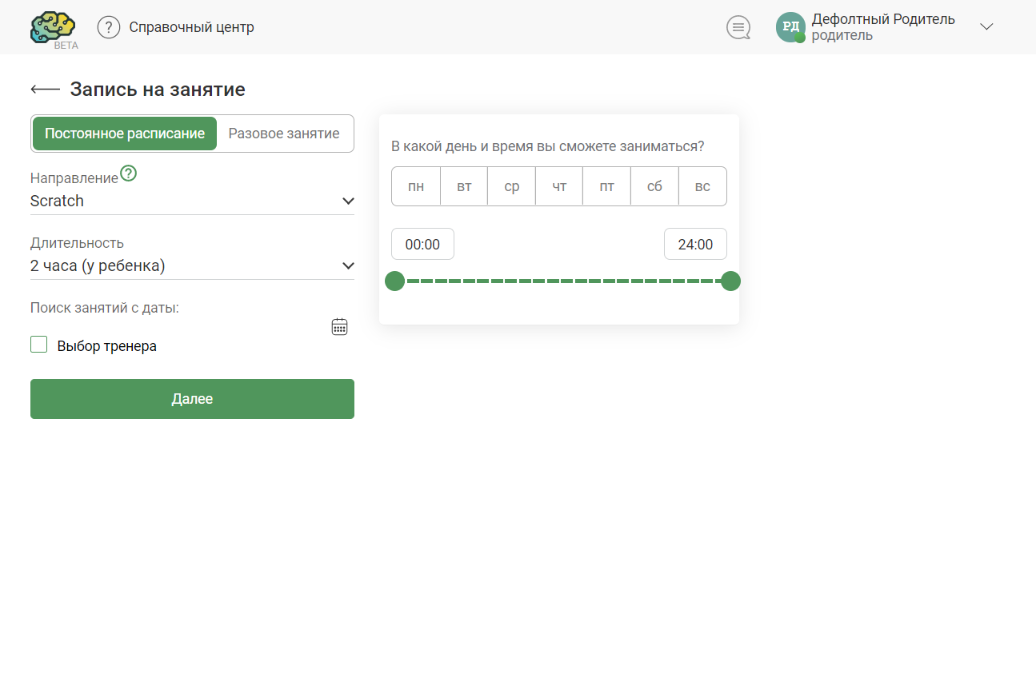 BETA
? Справочный центр
РД
Дефолтный Родитель
родитель
Запись на занятие
Постоянное расписание
Разовое занятие
Направление ?
Scratch
Длительность
2 часа (у ребенка)
Поиск занятий с даты:
Выбор тренера
Далее
В какой день и время вы сможете заниматься?
пн вт ср чт пт сб вс
00:00 24:00